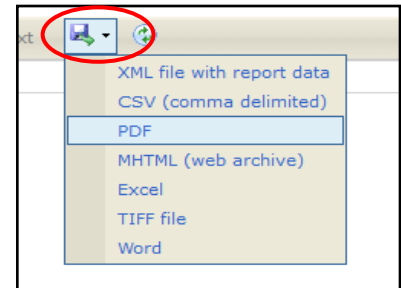 xt
XML file with report data
CSV (comma delimited)
PDF
MHTML (web archive)
Excel
TIFF file
Word